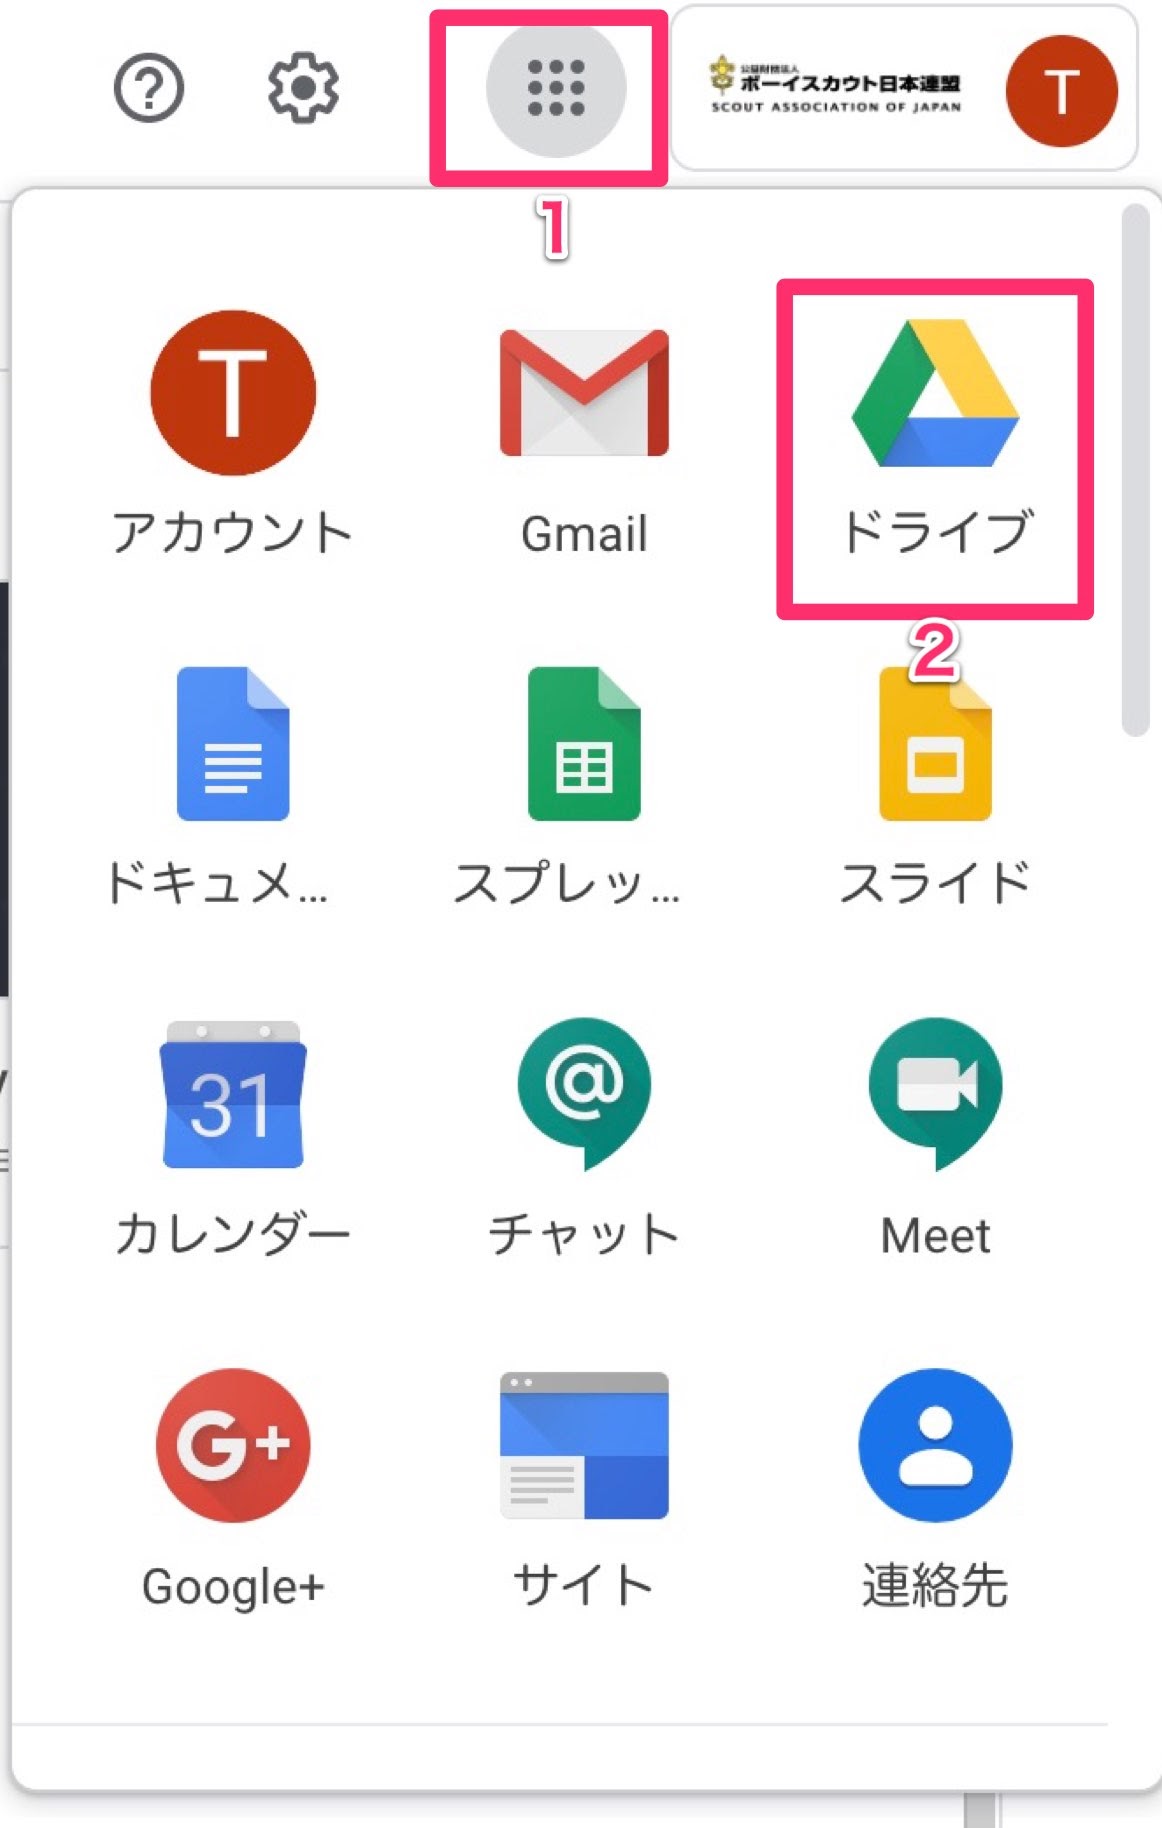 公益財団法人
ボーイスカウト日本連盟
SCOUT ASSOCIATION OF JAPAN
T
1
T
アカウント
Gmail
ドライブ
2
ドキュメ...
スプレッ...
スライド
31
カレンダー
@
チャット
Meet
G+
Google+
サイト
連絡先